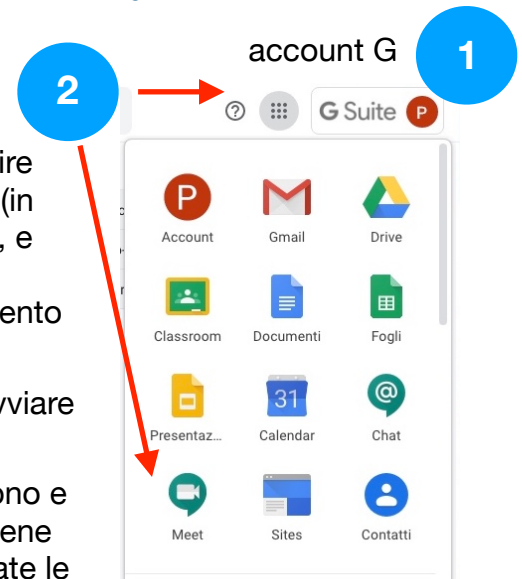 account G
1
2
G Suite P
ire
(in
, e
ento
vviare
ono e
ene
ate le
P
Account Gmail Drive
Classroom Documenti Fogli
31
@
Presentaz... Calendar Chat
Meet Sites Contatti